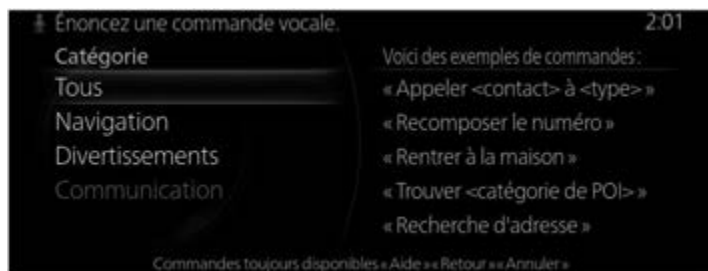 Énoncez une commande vocale. 2:01
Catégorie
Tous
Navigation
Divertissements
Communication
Voici des exemples de commandes :
« Appeler <contact> à <type> »
« Recomposer le numéro »
« Rentrer à la maison »
« Trouver <catégorie de POI> »
« Recherche d'adresse »
Commandes toujours disponibles « Aide » « Retour » « Annuler »